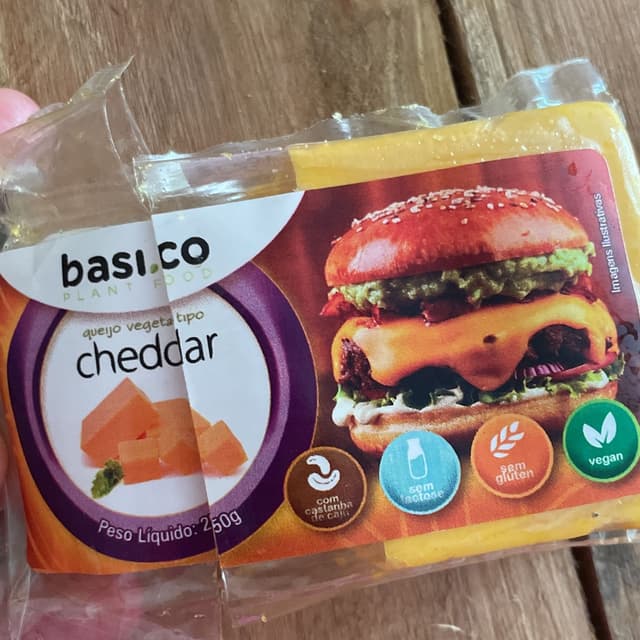 basi.co
PLANT FOOD
queijo vegetal tipo
cheddar
Peso Líquido: 250g
Imagens Ilustrativas
com
castanha
de caju
sem
lactose
sem
glúten
vegan